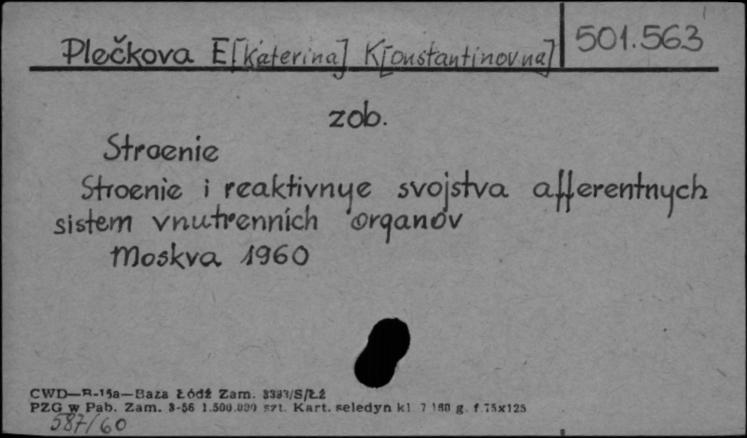 Plečkova E[katerina] K[onstantinovna] 501.563
zob.
Stroenie
Stroenie i reaktivnye svojstva afferentnych
sistem vnutrennich organov
Moskva 1960
CWD—R-15a—Baza Łódź Zam. /S/ŁŹ
PZG w Pab. Zam. 3-56 1.500.000 szt. Kart. seledyn kl. 7 180 g. f. 75x125
587/60